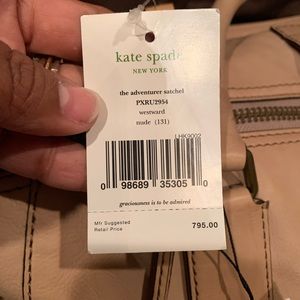 kate spade
NEW YORK
the adventurer satchel
PXRU2954
westward
nude (131)
LHK9002
0 98689 35305 0
graciousness is to be admired
Mfr Suggested
Retail Price
795.00